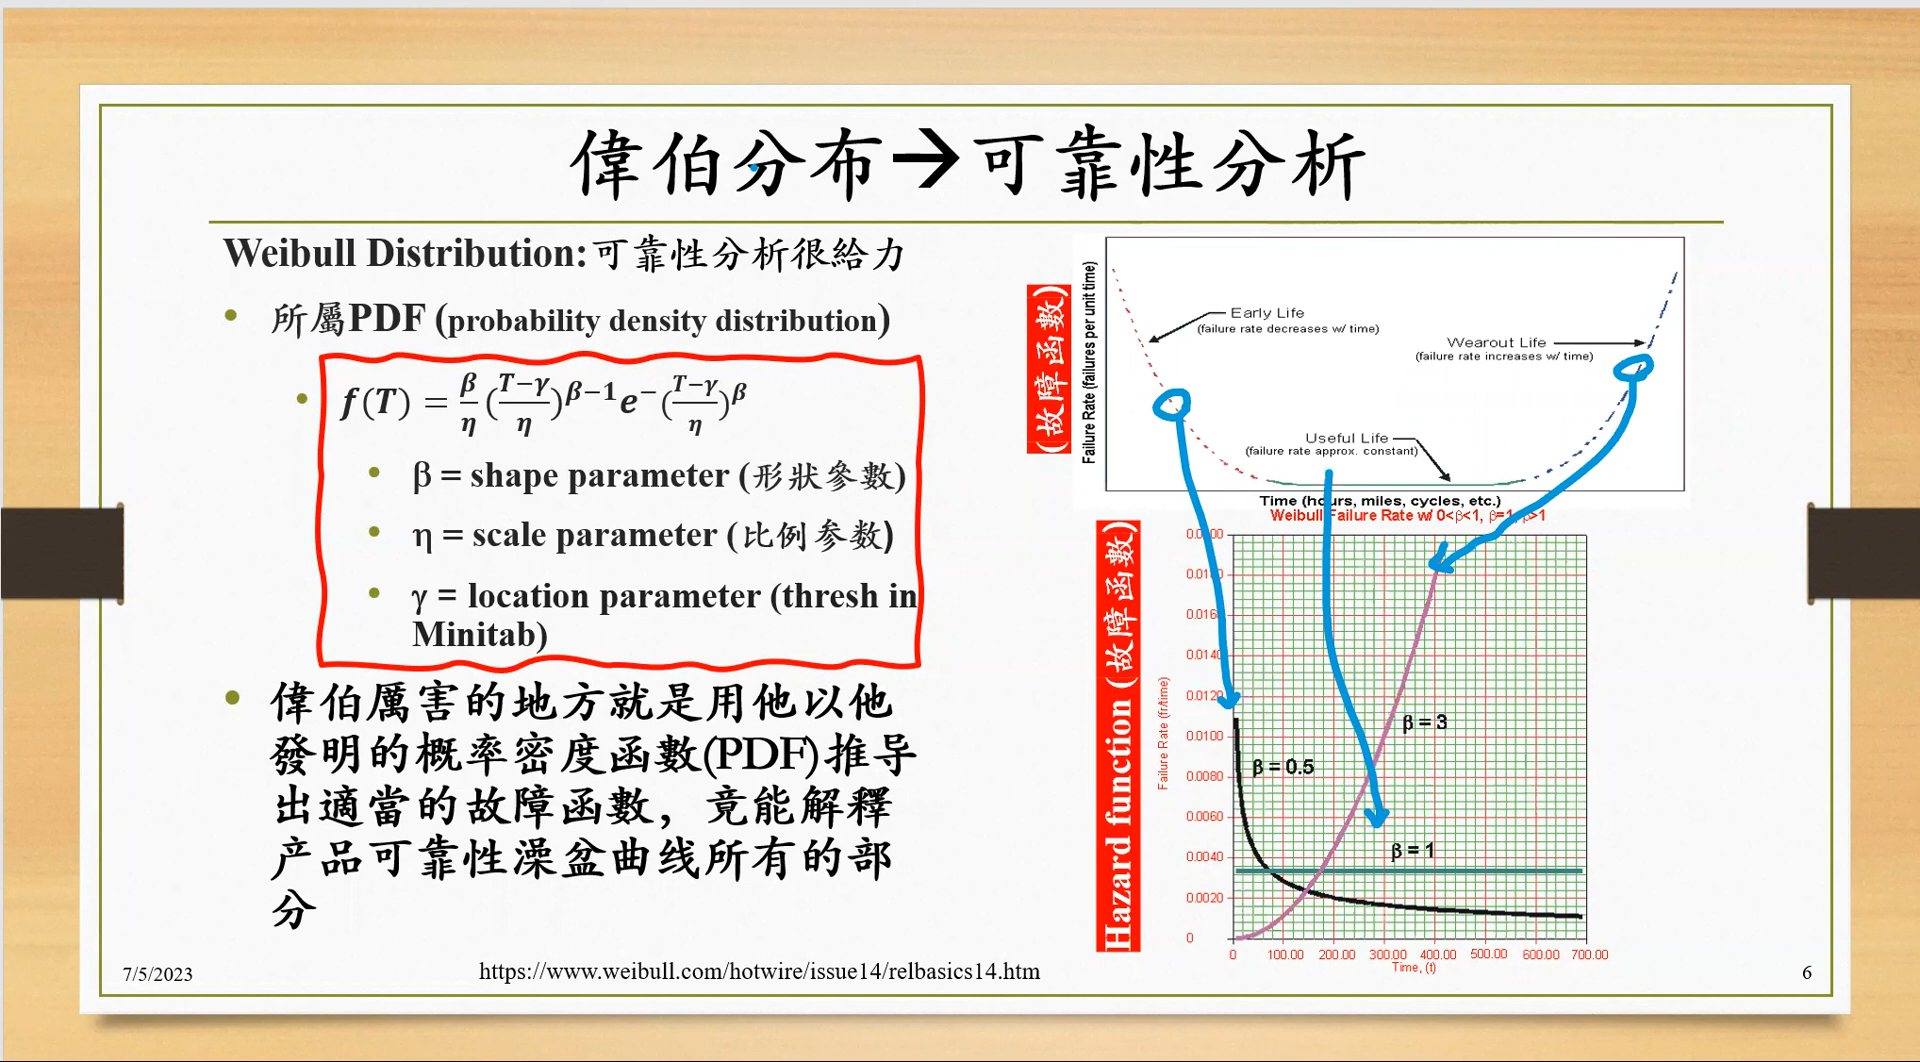 偉伯分布→可靠性分析
Weibull Distribution:可靠性分析很給力
所屬PDF (probability density distribution)
f(T) = β/η (T−γ/η)^β−1 e^−(T−γ/η)^β
β = shape parameter (形狀參數)
η = scale parameter (比例参数)
γ = location parameter (thresh in
Minitab)
偉伯厲害的地方就是用他以他
發明的概率密度函數(PDF)推导
出適當的故障函數，竟能解釋
产品可靠性澡盆曲线所有的部
分
(故障函數)
Failure Rate (failures per unit time)
Early Life
(failure rate decreases w/ time)
Wearout Life
(failure rate increases w/ time)
Useful Life
(failure rate approx. constant)
Time (hours, miles, cycles, etc.)
Hazard function (故障函數)
Weibull Failure Rate w/ 0<β<1, β=1, β>1
Failure Rate (fr/time)
0.0180
0.0160
0.0140
0.0120
0.0100
0.0080
0.0060
0.0040
0.0020
0
β = 3
β = 0.5
β = 1
0 100.00 200.00 300.00 400.00 500.00 600.00 700.00
Time, (t)
7/5/2023
https://www.weibull.com/hotwire/issue14/relbasics14.htm
6